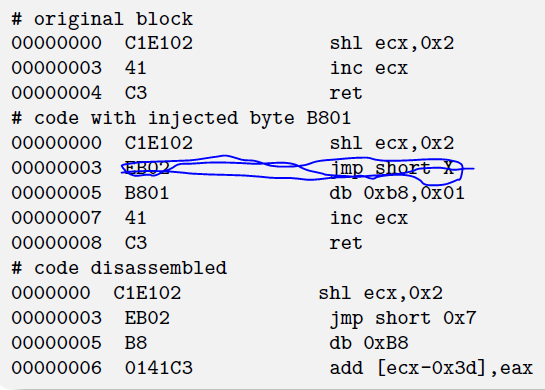 # original block
00000000 C1E102 shl ecx,0x2
00000003 41 inc ecx
00000004 C3 ret
# code with injected byte B801
00000000 C1E102 shl ecx,0x2
00000003 EB02 jmp short X
00000005 B801 db 0xb8,0x01
00000007 41 inc ecx
00000008 C3 ret
# code disassembled
0000000 C1E102 shl ecx,0x2
00000003 EB02 jmp short 0x7
00000005 B8 db 0xB8
00000006 0141C3 add [ecx-0x3d],eax